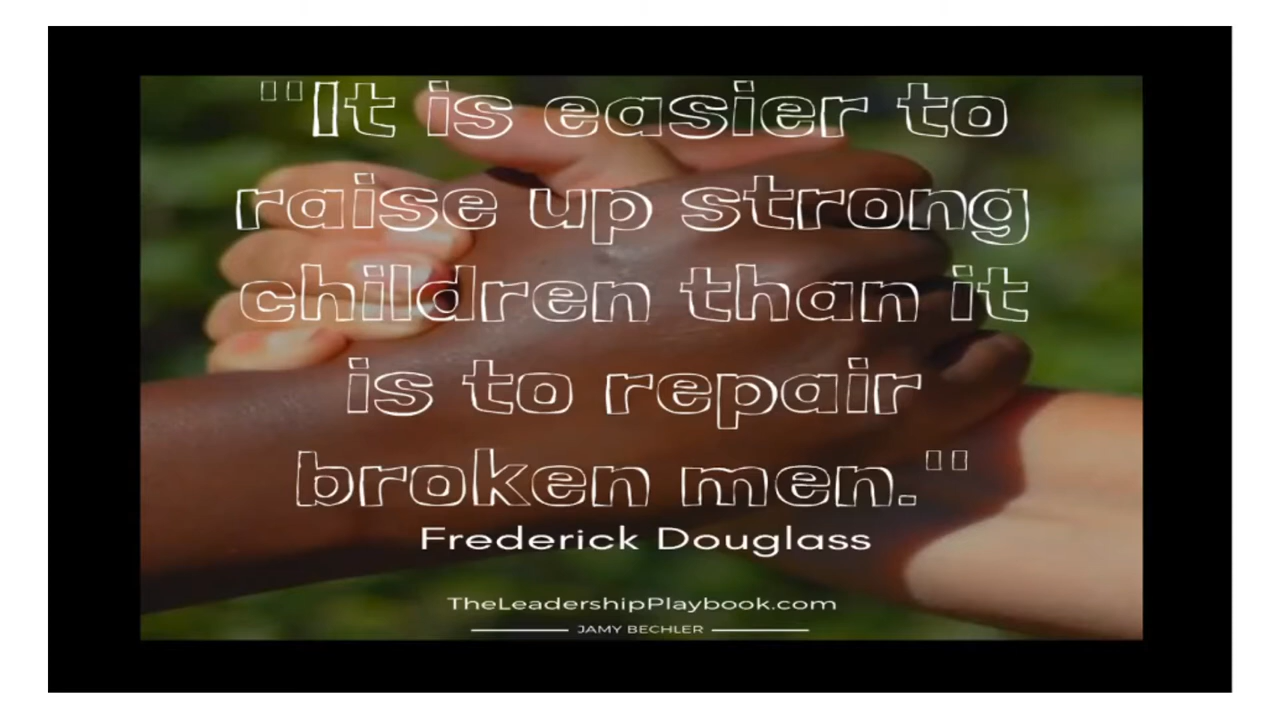 "It is easier to
raise up strong
children than it
is to repair
broken men."
Frederick Douglass
TheLeadershipPlaybook.com
JAMY BECHLER